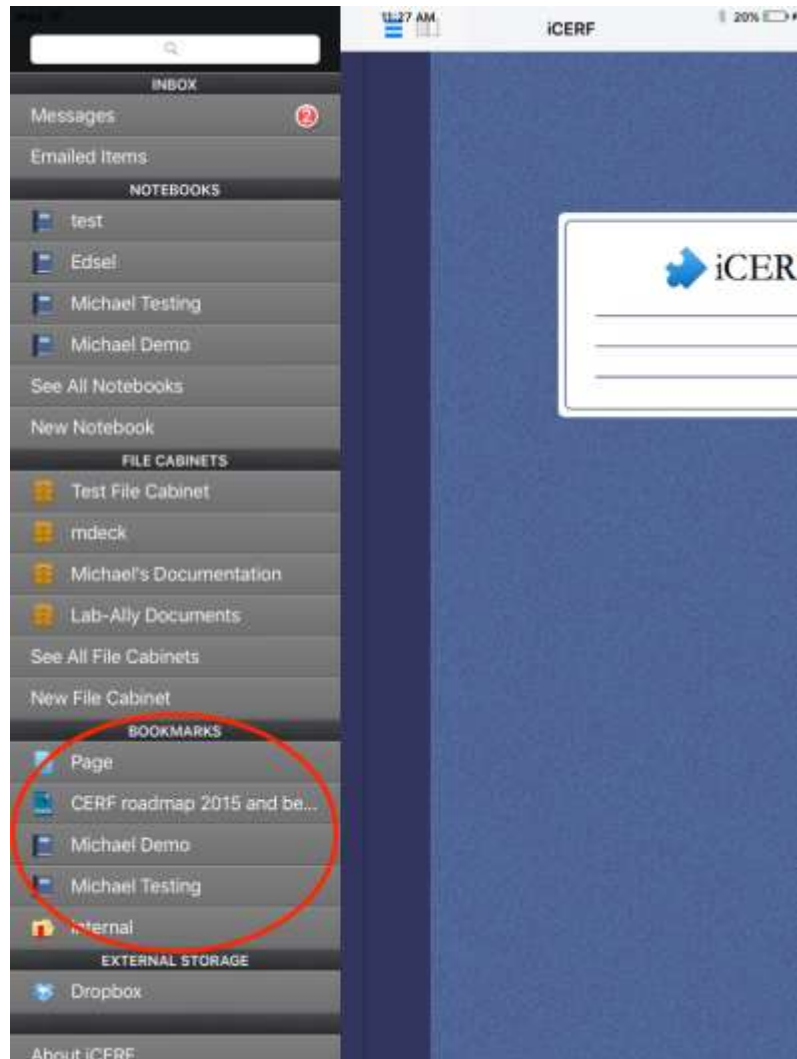 11:27 AM
iCERF
20%
INBOX
Messages
2
Emailed Items
NOTEBOOKS
test
Edsel
Michael Testing
Michael Demo
See All Notebooks
New Notebook
FILE CABINETS
Test File Cabinet
mdeck
Michael's Documentation
Lab-Ally Documents
See All File Cabinets
New File Cabinet
BOOKMARKS
Page
CERF roadmap 2015 and be...
Michael Demo
Michael Testing
internal
EXTERNAL STORAGE
Dropbox
About iCERF
iCER